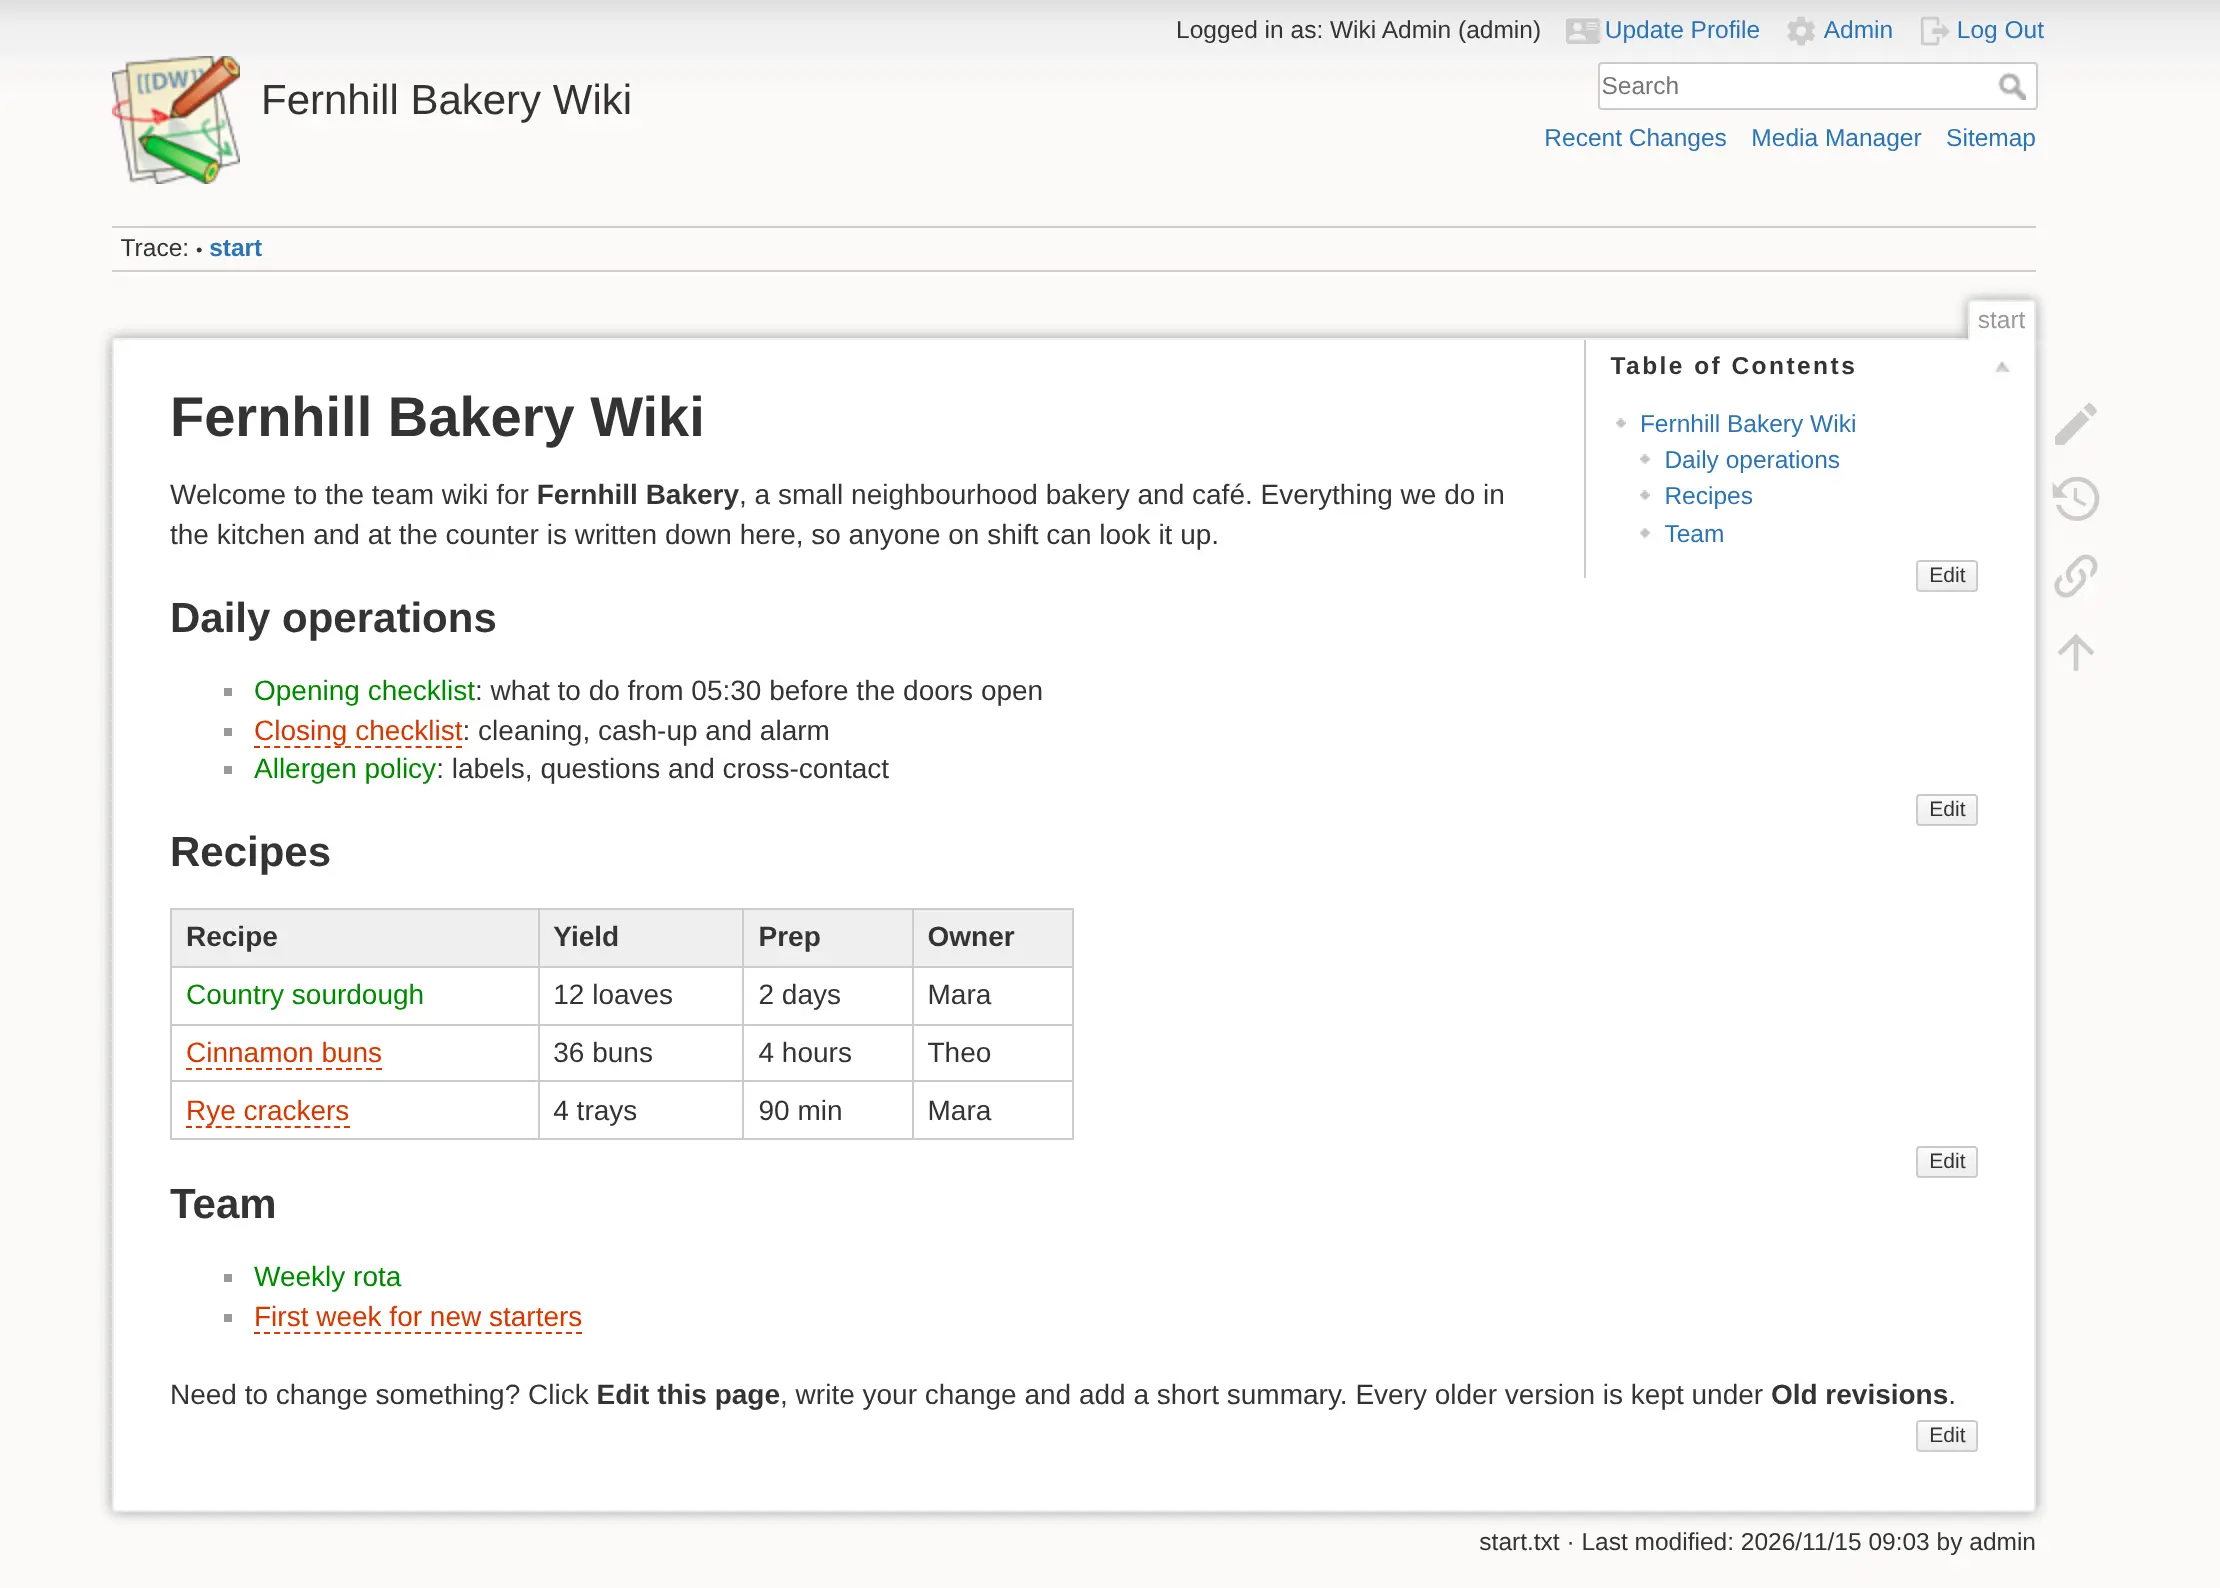 Logged in as: Wiki Admin (admin) Update Profile Admin Log Out
[[DW]]
Fernhill Bakery Wiki
Search
Recent Changes Media Manager Sitemap
Trace: • start
start
Table of Contents
Fernhill Bakery Wiki
Daily operations
Recipes
Team
Fernhill Bakery Wiki
Welcome to the team wiki for Fernhill Bakery, a small neighbourhood bakery and café. Everything we do in
the kitchen and at the counter is written down here, so anyone on shift can look it up.
Edit
Daily operations
Opening checklist: what to do from 05:30 before the doors open
Closing checklist: cleaning, cash-up and alarm
Allergen policy: labels, questions and cross-contact
Edit
Recipes
Recipe Yield Prep Owner
Country sourdough 12 loaves 2 days Mara
Cinnamon buns 36 buns 4 hours Theo
Rye crackers 4 trays 90 min Mara
Edit
Team
Weekly rota
First week for new starters
Need to change something? Click Edit this page, write your change and add a short summary. Every older version is kept under Old revisions.
Edit
start.txt · Last modified: 2026/11/15 09:03 by admin